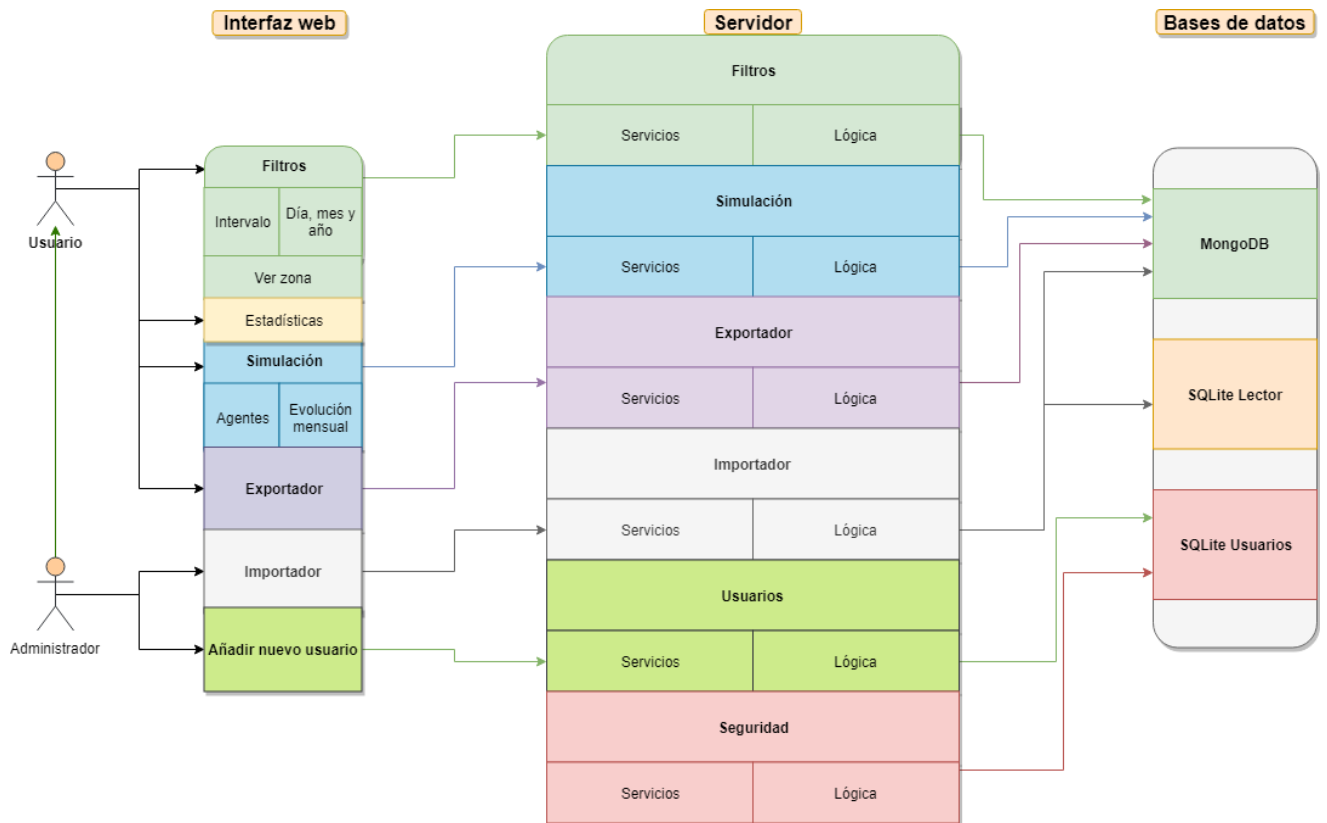 Interfaz web
Servidor
Bases de datos
Usuario
Administrador
Filtros
Intervalo
Día, mes y
año
Ver zona
Estadísticas
Simulación
Agentes
Evolución
mensual
Exportador
Importador
Añadir nuevo usuario
Filtros
Servicios
Lógica
Simulación
Servicios
Lógica
Exportador
Servicios
Lógica
Importador
Servicios
Lógica
Usuarios
Servicios
Lógica
Seguridad
Servicios
Lógica
MongoDB
SQLite Lector
SQLite Usuarios